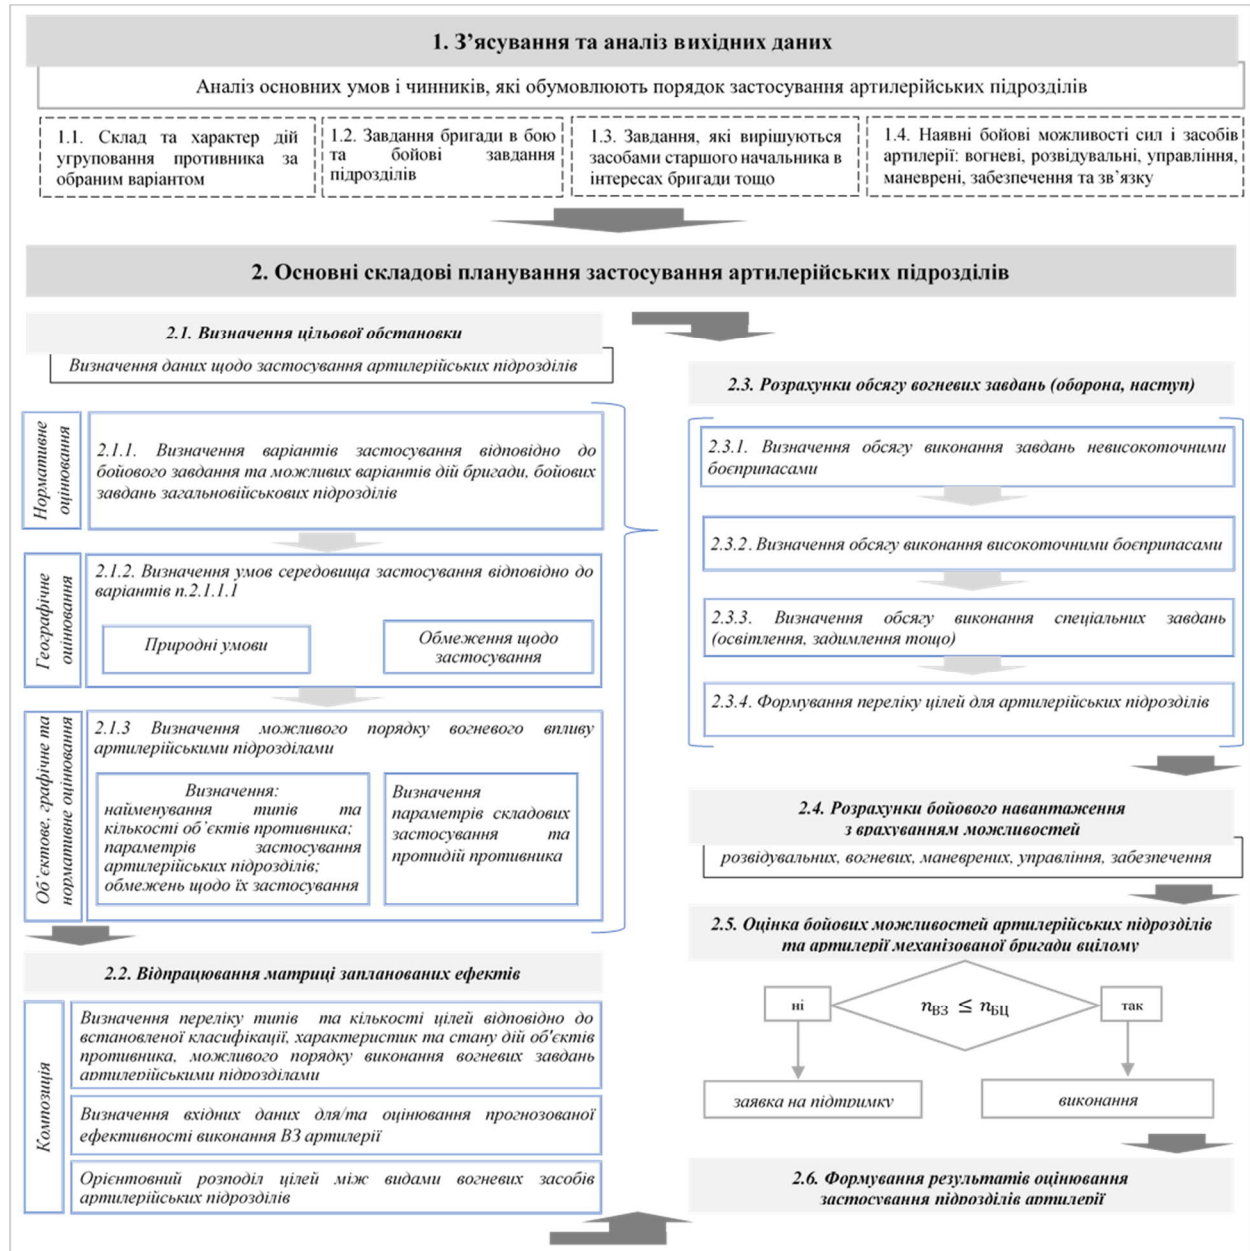 1. З’ясування та аналіз вихідних даних
Аналіз основних умов і чинників, які обумовлюють порядок застосування артилерійських підрозділів
1.1. Склад та характер дій
угруповання противника за
обраним варіантом
1.2. Завдання бригади в бою
та бойові завдання
підрозділів
1.3. Завдання, які вирішуються
засобами старшого начальника в
інтересах бригади тощо
1.4. Наявні бойові можливості сил і засобів
артилерії: вогневі, розвідувальні, управління,
маневрені, забезпечення та зв’язку
2. Основні складові планування застосування артилерійських підрозділів
2.1. Визначення цільової обстановки
Визначення даних щодо застосування артилерійських підрозділів
Нормативне
оцінювання
2.1.1. Визначення варіантів застосування відповідно до
бойового завдання та можливих варіантів дій бригади, бойових
завдань загальновійськових підрозділів
Географічне
оцінювання
2.1.2. Визначення умов середовища застосування відповідно до
варіантів п.2.1.1.1
Природні умови
Обмеження щодо
застосування
Об’єктове, графічне та
нормативне оцінювання
2.1.3 Визначення можливого порядку вогневого впливу
артилерійськими підрозділами
Визначення:
найменування типів та
кількості об’єктів противника;
параметрів застосування
артилерійських підрозділів;
обмежень щодо їх застосування
Визначення
параметрів складових
застосування та
протидій противника
2.2. Відпрацювання матриці запланованих ефектів
Композиція
Визначення переліку типів та кількості цілей відповідно до
встановленої класифікації, характеристик та стану дій об'єктів
противника, можливого порядку виконання вогневих завдань
артилерійськими підрозділами
Визначення вхідних даних для/та оцінювання прогнозованої
ефективності виконання ВЗ артилерії
Орієнтовний розподіл цілей між видами вогневих засобів
артилерійських підрозділів
2.3. Розрахунки обсягу вогневих завдань (оборона, наступ)
2.3.1. Визначення обсягу виконання завдань невисокоточними
боєприпасами
2.3.2. Визначення обсягу виконання високоточними боєприпасами
2.3.3. Визначення обсягу виконання спеціальних завдань
(освітлення, задимлення тощо)
2.3.4. Формування переліку цілей для артилерійських підрозділів
2.4. Розрахунки бойового навантаження
з врахуванням можливостей
розвідувальних, вогневих, маневрених, управління, забезпечення
2.5. Оцінка бойових можливостей артилерійських підрозділів
та артилерії механізованої бригади вцілому
ні
n_ВЗ ≤ n_БЦ
так
заявка на підтримку
виконання
2.6. Формування результатів оцінювання
застосування підрозділів артилерії